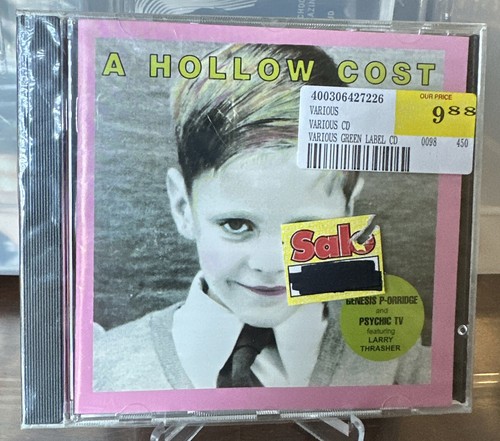 A HOLLOW COST
400306427226
OUR PRICE
VARIOUS
9 88
VARIOUS CQ
VARIOUS GREEN LABEL CD 0098 450
Sale
GENESIS P-ORRIDGE
and
PSYCHIC TV
featuring
LARRY
THRASHER